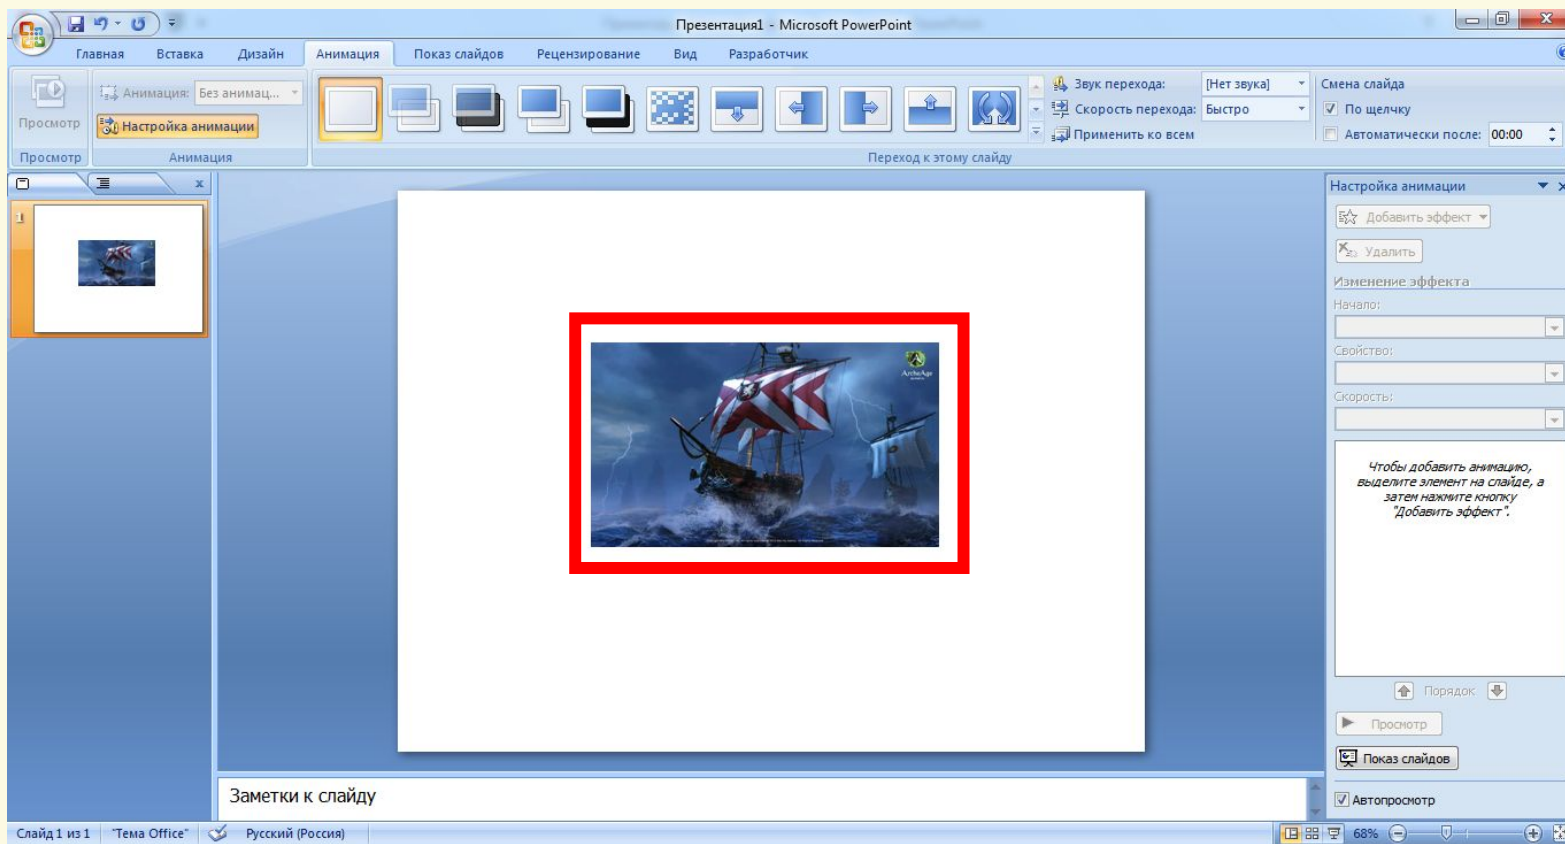 Презентация1 - Microsoft PowerPoint
Главная Вставка Дизайн Анимация Показ слайдов Рецензирование Вид Разработчик
Просмотр
Анимация: Без анимац...
Настройка анимации
Звук перехода: [Нет звука]
Скорость перехода: Быстро
Применить ко всем
Смена слайда
По щелчку
Автоматически после: 00:00
Просмотр Анимация Переход к этому слайду
1
ArcheAge
Настройка анимации
Добавить эффект
Удалить
Изменение эффекта
Начало:
Свойство:
Скорость:
Чтобы добавить анимацию,
выделите элемент на слайде, а
затем нажмите кнопку
"Добавить эффект".
Порядок
Просмотр
Показ слайдов
Автопросмотр
Заметки к слайду
Слайд 1 из 1 "Тема Office" Русский (Россия) 68%